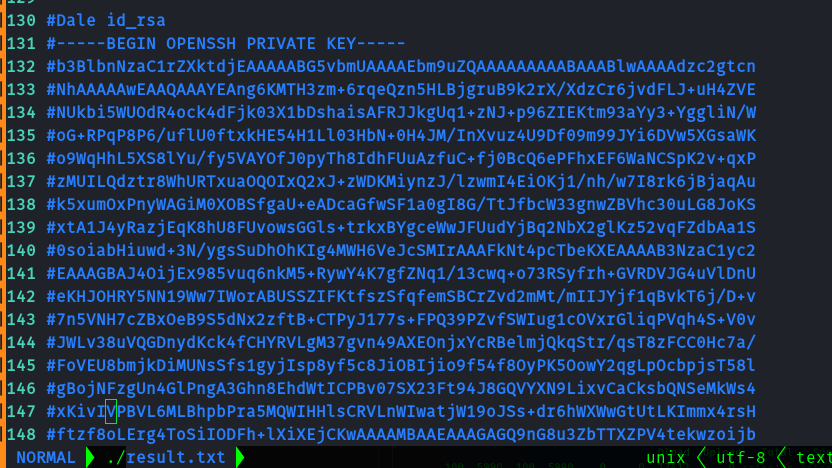 130 #Dale id_rsa
131 #-----BEGIN OPENSSH PRIVATE KEY-----
132 #b3BlbnNzaC1rZXktdjEAAAAABG5vbmUAAAAEbm9uZQAAAAAAAAABAAABlwAAAAdzc2gtcn
133 #NhAAAAAwEAAQAAAYEAng6KMTH3zm+6rqeQzn5HLBjgruB9k2rX/XdzCr6jvdFLJ+uH4ZVE
134 #NUkbi5WUOdR4ock4dFjk03X1bDshaisAFRJJkgUq1+zNJ+p96ZIEKtm93aYy3+YggliN/W
135 #oG+RPqP8P6/uflU0ftxkHE54H1Ll03HbN+0H4JM/InXvuz4U9Df09m99JYi6DVw5XGsaWK
136 #o9WqHhL5XS8lYu/fy5VAYOfJ0pyTh8IdhFUuAzfuC+fj0BcQ6ePFhxEF6WaNCSpK2v+qxP
137 #zMUILQdztr8WhURTxuaOQOIxQ2xJ+zWDKMiynzJ/lzwmI4EiOKj1/nh/w7I8rk6jBjaqAu
138 #k5xumOxPnyWAGiM0XOBSfgaU+eADcaGfwSF1a0gI8G/TtJfbcW33gnwZBVhc30uLG8JoKS
139 #xtA1J4yRazjEqK8hU8FUvowsGGls+trkxBYgceWwJFUudYjBq2NbX2glKz52vqFZdbAa1S
140 #0soiabHiuwd+3N/ygsSuDhOhKIg4MWH6VeJcSMIrAAAFkNt4pcTbeKXEAAAAB3NzaC1yc2
141 #EAAAGBAJ4OijEx985vuq6nkM5+RywY4K7gfZNq1/13cwq+o73RSyfrh+GVRDVJG4uVlDnU
142 #eKHJOHRY5NN19Ww7IWorABUSSZIFKtfszSfqfemSBCrZvd2mMt/mIIJYjf1qBvkT6j/D+v
143 #7n5VNH7cZBxOeB9S5dNx2zftB+CTPyJ177s+FPQ39PZvfSWIug1cOVxrGliqPVqh4S+V0v
144 #JWLv38uVQGDnydKck4fCHYRVLgM37gvn49AXEOnjxYcRBelmjQkqStr/qsT8zFCC0Hc7a/
145 #FoVEU8bmjkDiMUNsSfs1gyjIsp8yf5c8JiOBIjio9f54f8OyPK5OowY2qgLpOcbpjsT58l
146 #gBojNFzgUn4GlPngA3Ghn8EhdWtICPBv07SX23Ft94J8GQVYXN9LixvCaCksbQNSeMkWs4
147 #xKivIVPBVL6MLBhpbPra5MQWIHHlsCRVLnWIwatjW19oJSs+dr6hWXWwGtUtLKImmx4rsH
148 #ftzf8oLErg4ToSiIODFh+lXiXEjCKwAAAAMBAAEAAAGAGQ9nG8u3ZbTTXZPV4tekwzoijb
NORMAL ./result.txt unix utf-8 text